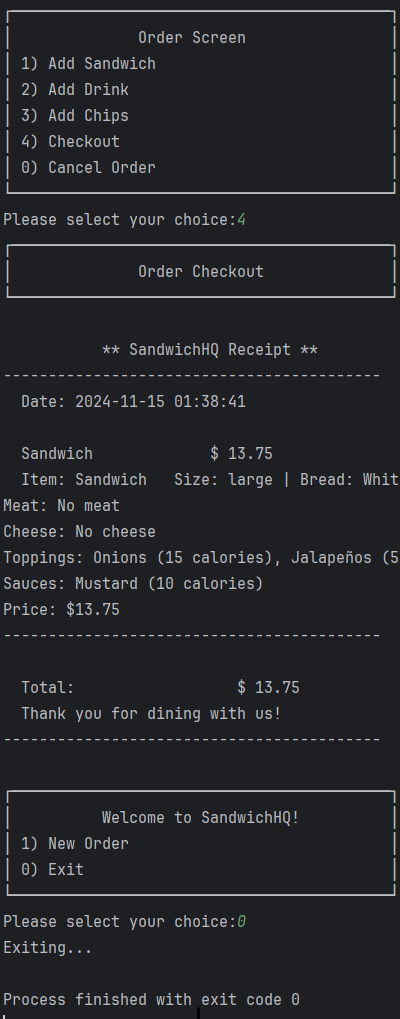 Order Screen
1) Add Sandwich
2) Add Drink
3) Add Chips
4) Checkout
0) Cancel Order
Please select your choice:4
Order Checkout
** SandwichHQ Receipt **
------------------------------------------
Date: 2024-11-15 01:38:41
Sandwich $ 13.75
Item: Sandwich Size: large | Bread: Whit
Meat: No meat
Cheese: No cheese
Toppings: Onions (15 calories), Jalapeños (5
Sauces: Mustard (10 calories)
Price: $13.75
------------------------------------------
Total: $ 13.75
Thank you for dining with us!
------------------------------------------
Welcome to SandwichHQ!
1) New Order
0) Exit
Please select your choice:0
Exiting...
Process finished with exit code 0